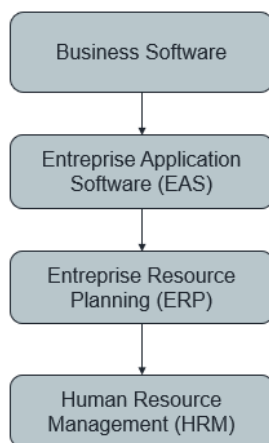 Business Software
Entreprise Application
Software (EAS)
Entreprise Resource
Planning (ERP)
Human Resource
Management (HRM)